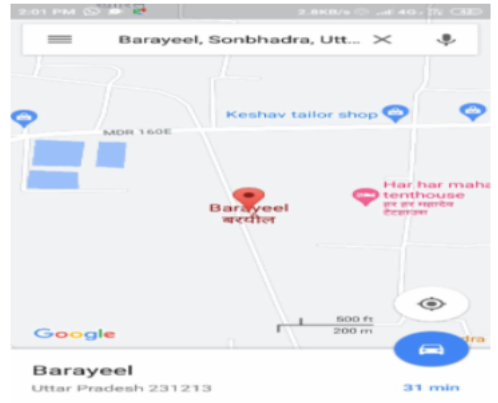 2:01 PM
2.8KB/s 4G
Barayeel, Sonbhadra, Utt...
Keshav tailor shop
MDR 160E
Har har maha
tenthouse
हर हर महादेव
टेंटहाउस
Barayeel
बरयील
500 ft
200 m
Google
dra
Barayeel
Uttar Pradesh 231213
31 min